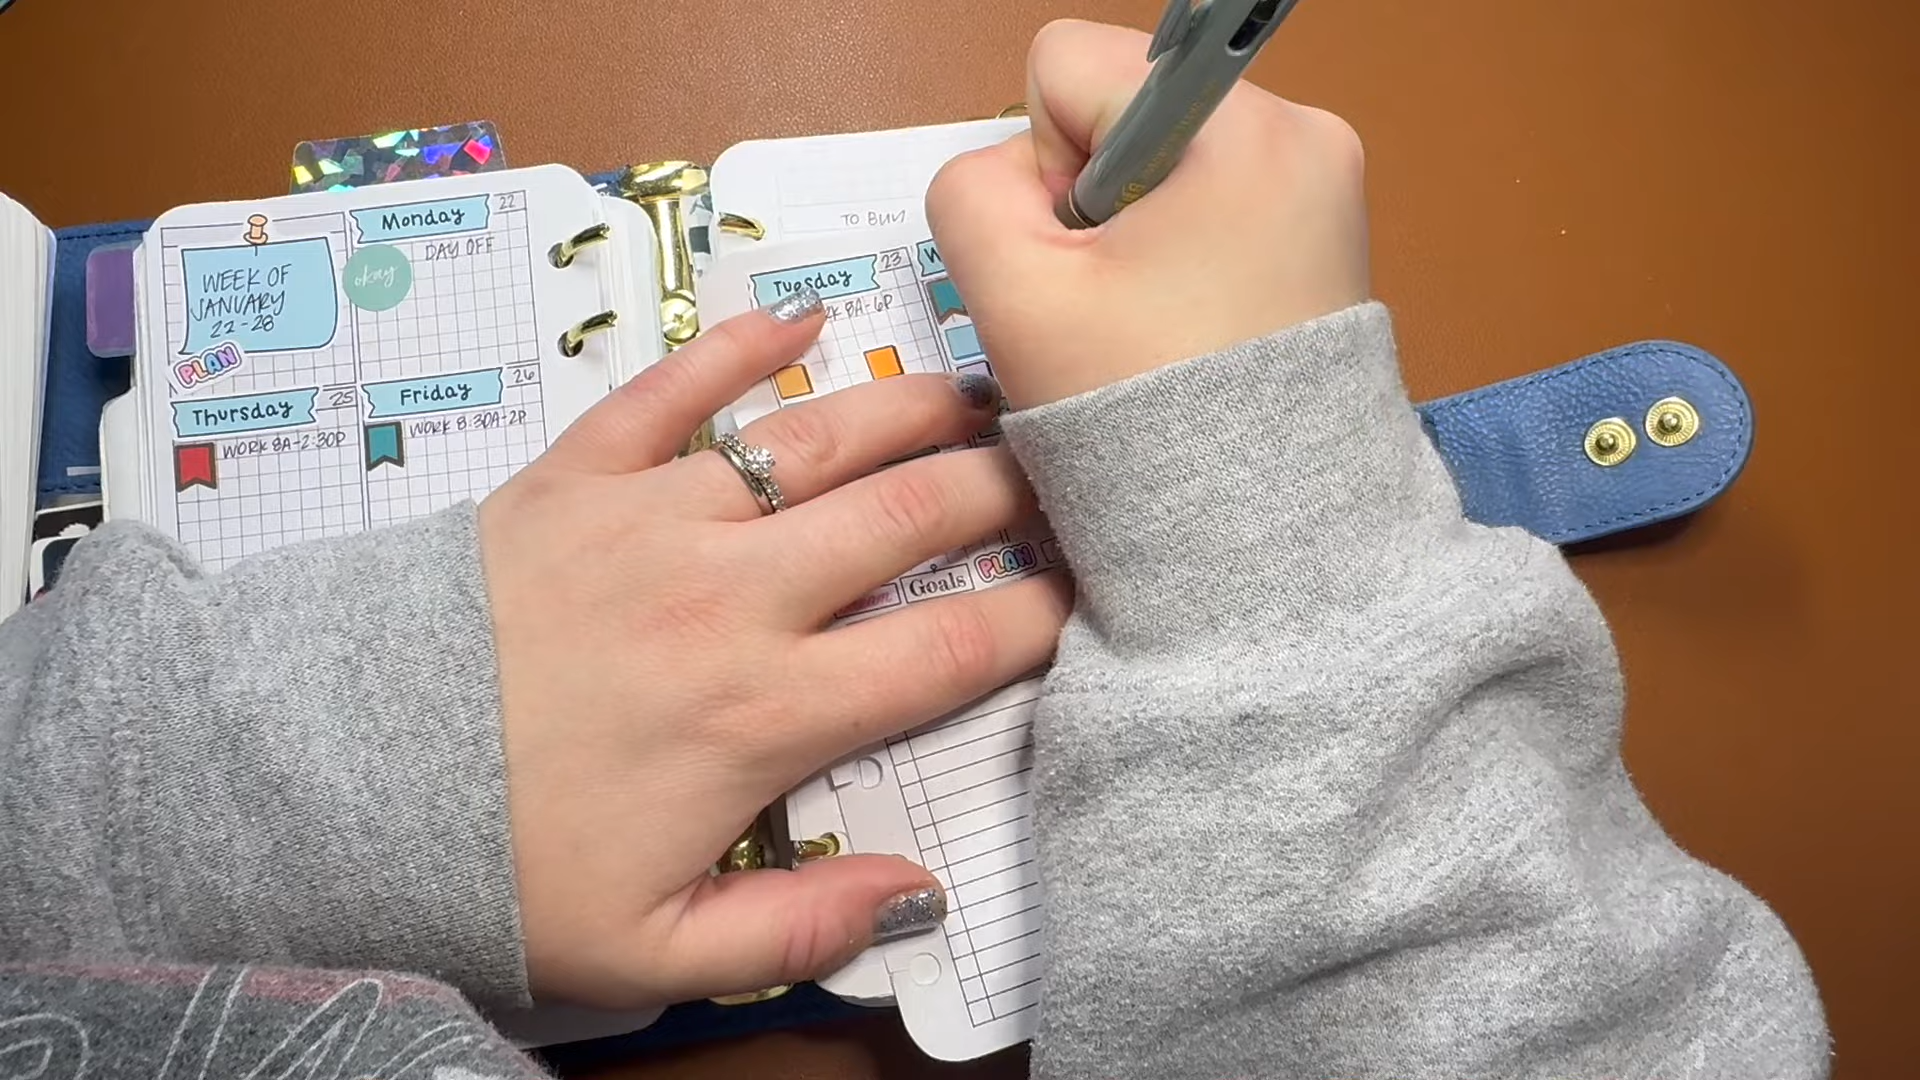 Monday
22
DAY OFF
okay.
WEEK OF
JANUARY
22-28
PLAN
Thursday
25
WORK 8A-2:30P
Friday
26
WORK 8:30A-2P
TO BUY
Tuesday
23
8A-6P
Goals
PLAN